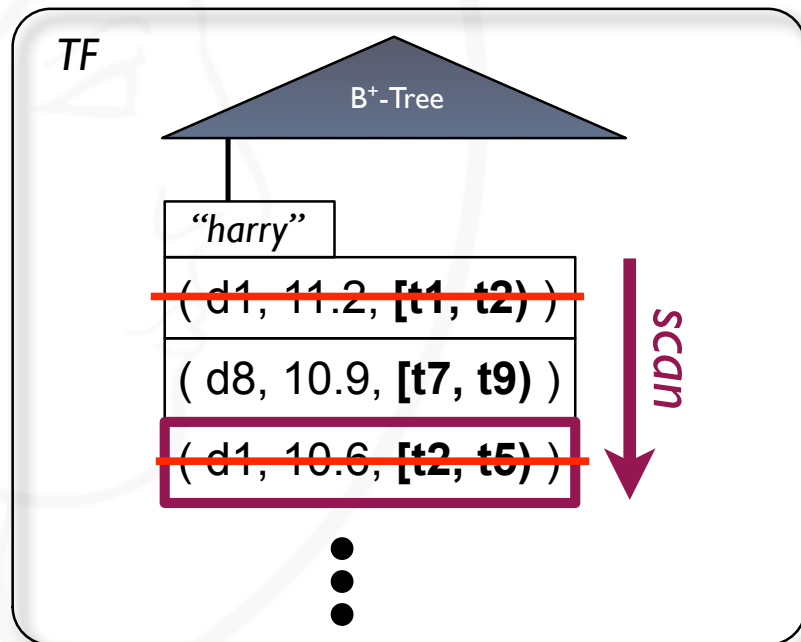 TF
B⁺-Tree
“harry”
( d1, 11.2, [t1, t2) )
( d8, 10.9, [t7, t9) )
( d1, 10.6, [t2, t5) )
scan